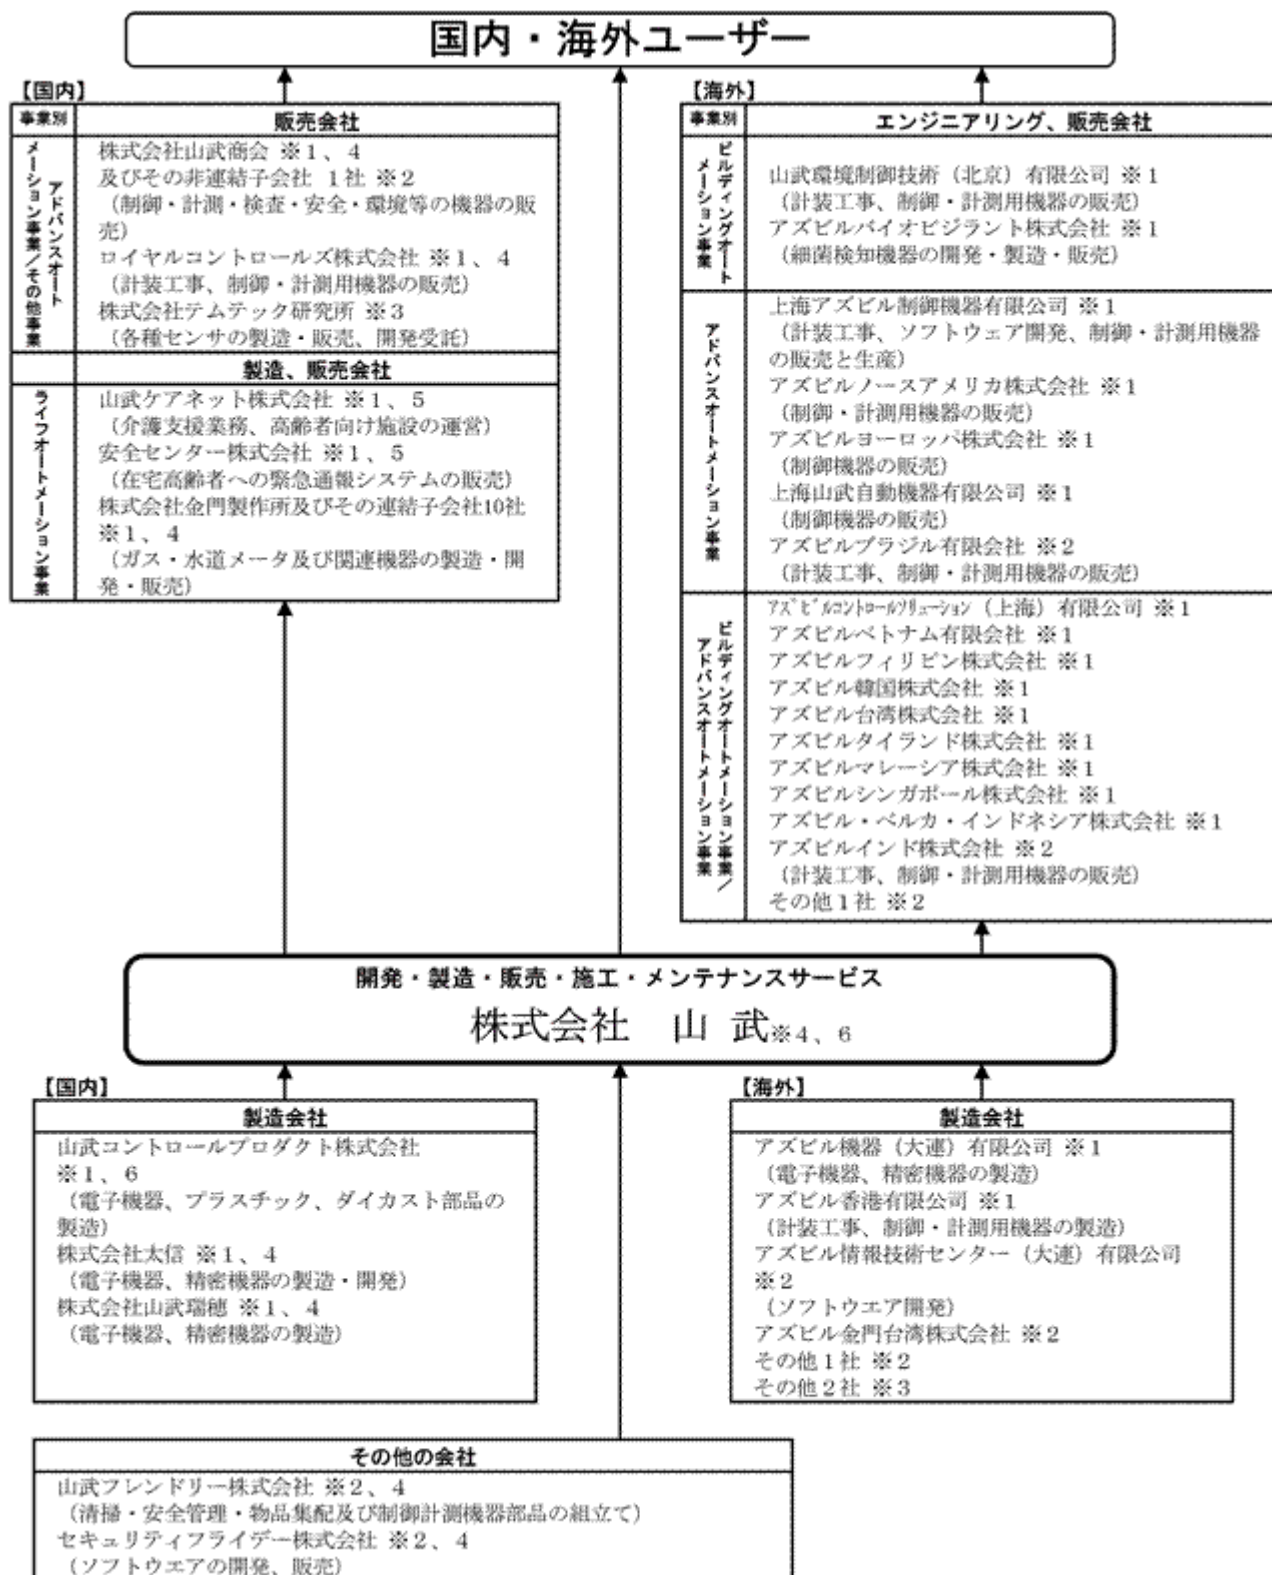 国内・海外ユーザー
【国内】
事業別
販売会社
アドバンスオート
メーション事業／その他事業
株式会社山武商会 ※１、４
及びその非連結子会社 １社 ※２
（制御・計測・検査・安全・環境等の機器の販
売）
ロイヤルコントロールズ株式会社 ※１、４
（計装工事、制御・計測用機器の販売）
株式会社テムテック研究所 ※３
（各種センサの製造・販売、開発受託）
製造、販売会社
ライフオートメーション事業
山武ケアネット株式会社 ※１、５
（介護支援業務、高齢者向け施設の運営）
安全センター株式会社 ※１、５
（在宅高齢者への緊急通報システムの販売）
株式会社金門製作所及びその連結子会社10社
※１、４
（ガス・水道メータ及び関連機器の製造・開
発・販売）
【海外】
事業別
エンジニアリング、販売会社
ビルディングオート
メーション事業
山武環境制御技術（北京）有限公司 ※１
（計装工事、制御・計測用機器の販売）
アズビルバイオビジラント株式会社 ※１
（細菌検知機器の開発・製造・販売）
アドバンスオートメーション事業
上海アズビル制御機器有限公司 ※１
（計装工事、ソフトウェア開発、制御・計測用機器
の販売と生産）
アズビルノースアメリカ株式会社 ※１
（制御・計測用機器の販売）
アズビルヨーロッパ株式会社 ※１
（制御機器の販売）
上海山武自動機器有限公司 ※１
（制御機器の販売）
アズビルブラジル有限会社 ※２
（計装工事、制御・計測用機器の販売）
ビルディングオートメーション事業／
アドバンスオートメーション事業
ｱｽﾞﾋﾞﾙｺﾝﾄﾛｰﾙｿﾘｭｰｼｮﾝ（上海）有限公司 ※１
アズビルベトナム有限会社 ※１
アズビルフィリピン株式会社 ※１
アズビル韓国株式会社 ※１
アズビル台湾株式会社 ※１
アズビルタイランド株式会社 ※１
アズビルマレーシア株式会社 ※１
アズビルシンガポール株式会社 ※１
アズビル・ベルカ・インドネシア株式会社 ※１
アズビルインド株式会社 ※２
（計装工事、制御・計測用機器の販売）
その他１社 ※２
開発・製造・販売・施工・メンテナンスサービス
株式会社　山　武※４、６
【国内】
製造会社
山武コントロールプロダクト株式会社
※１、６
（電子機器、プラスチック、ダイカスト部品の
製造）
株式会社太信 ※１、４
（電子機器、精密機器の製造・開発）
株式会社山武瑞穂 ※１、４
（電子機器、精密機器の製造）
【海外】
製造会社
アズビル機器（大連）有限公司 ※１
（電子機器、精密機器の製造）
アズビル香港有限公司 ※１
（計装工事、制御・計測用機器の製造）
アズビル情報技術センター（大連）有限公司
※２
（ソフトウエア開発）
アズビル金門台湾株式会社 ※２
その他１社 ※２
その他２社 ※３
その他の会社
山武フレンドリー株式会社 ※２、４
（清掃・安全管理・物品集配及び制御計測機器部品の組立て）
セキュリティフライデー株式会社 ※２、４
（ソフトウエアの開発、販売）